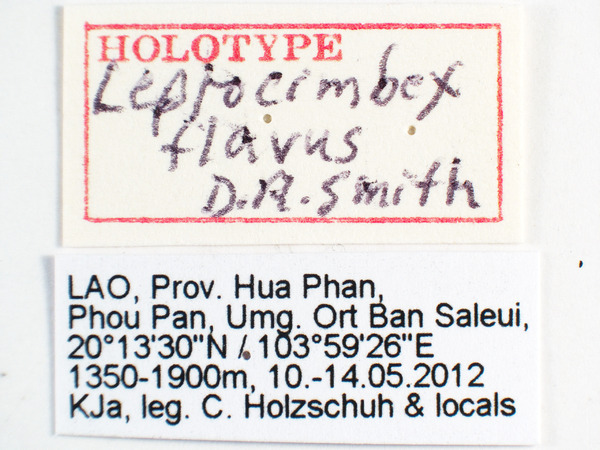 HOLOTYPE
Leptocimbex
flavus
D.R. Smith
LAO, Prov. Hua Phan,
Phou Pan, Umg. Ort Ban Saleui,
20°13'30"N / 103°59'26"E
1350-1900m, 10.-14.05.2012
KJa, leg. C. Holzschuh & locals